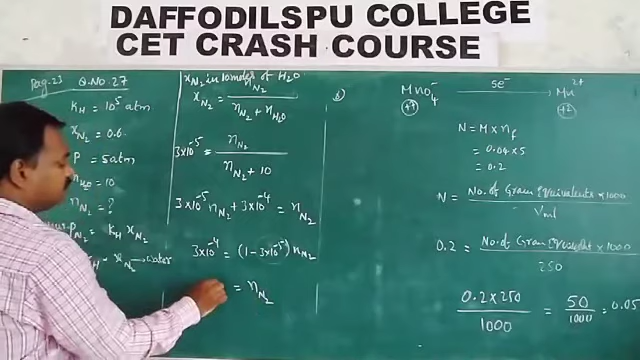 DAFFODILSPU COLLEGE
CET CRASH COURSE
Pag. 23 Q.NO. 27
K_H = 10⁵ atm
x_N₂ = 0.6
P = 5 atm
n_H₂O = 10
n_N₂ = ?
P_N₂ = K_H x_N₂
x_N₂ → water
x_N₂ in 10 moles of H₂O
x_N₂ = n_N₂ / (n_N₂ + n_H₂O)
3×10⁻⁵ = n_N₂ / (n_N₂ + 10)
3×10⁻⁵ n_N₂ + 3×10⁻⁴ = n_N₂
3×10⁻⁴ = (1 − 3×10⁻⁵) n_N₂
= n_N₂
MnO₄⁻ 5e⁻ → Mn²⁺
+7 +2
N = M × n_f
= 0.04 × 5
= 0.2
N = No. of Gram Equivalents × 1000 / V ml
0.2 = No. of Gram Equivalent × 1000 / 250
0.2 × 250 / 1000 = 50 / 1000 = 0.05